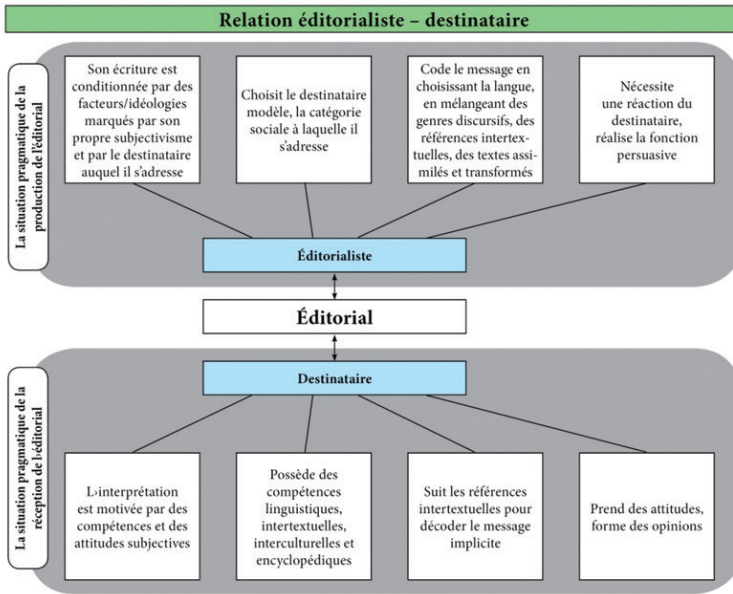 Relation éditorialiste – destinataire
La situation pragmatique de la
production de l'éditorial
Son écriture est
conditionnée par des
facteurs/idéologies
marqués par son
propre subjectivisme
et par le destinataire
auquel il s'adresse
Choisit le destinataire
modèle, la catégorie
sociale à laquelle il
s'adresse
Code le message en
choisissant la langue,
en mélangeant des
genres discursifs, des
références intertex-
tuelles, des textes assi-
milés et transformés
Nécessite
une réaction du
destinataire,
réalise la fonction
persuasive
Éditorialiste
Éditorial
Destinataire
La situation pragmatique de la
réception de l›éditorial
L›interprétation
est motivée par des
compétences et des
attitudes subjectives
Possède des
compétences
linguistiques,
intertextuelles,
interculturelles et
encyclopédiques
Suit les références
intertextuelles pour
décoder le message
implicite
Prend des attitudes,
forme des opinions